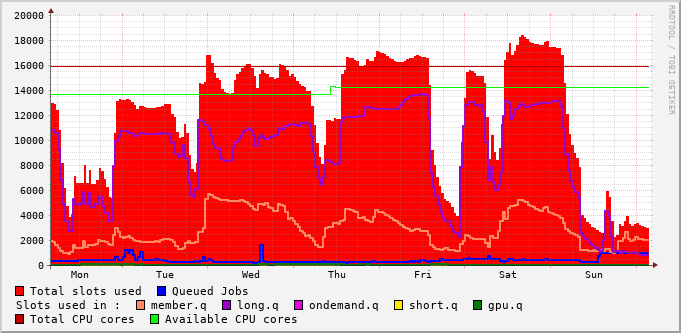 20000
18000
16000
14000
12000
10000
8000
6000
4000
2000
0
Mon Tue Wed Thu Fri Sat Sun
RRDTOOL / TOBI OETIKER
Total slots used Queued Jobs
Slots used in : member.q long.q ondemand.q short.q gpu.q
Total CPU cores Available CPU cores